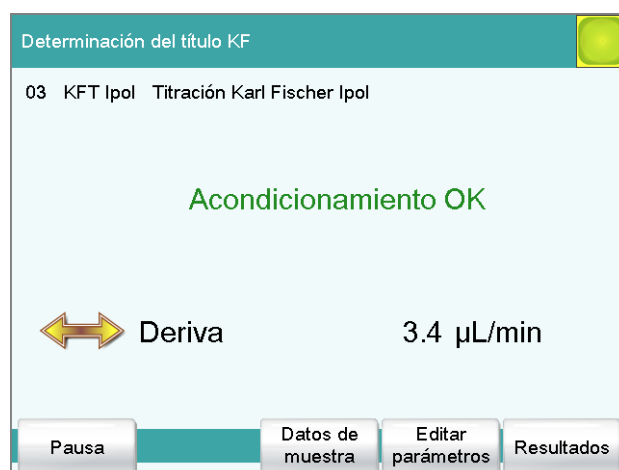 Determinación del título KF
03 KFT Ipol Titración Karl Fischer Ipol
Acondicionamiento OK
Deriva 3.4 µL/min
Pausa
Datos de
muestra
Editar
parámetros
Resultados